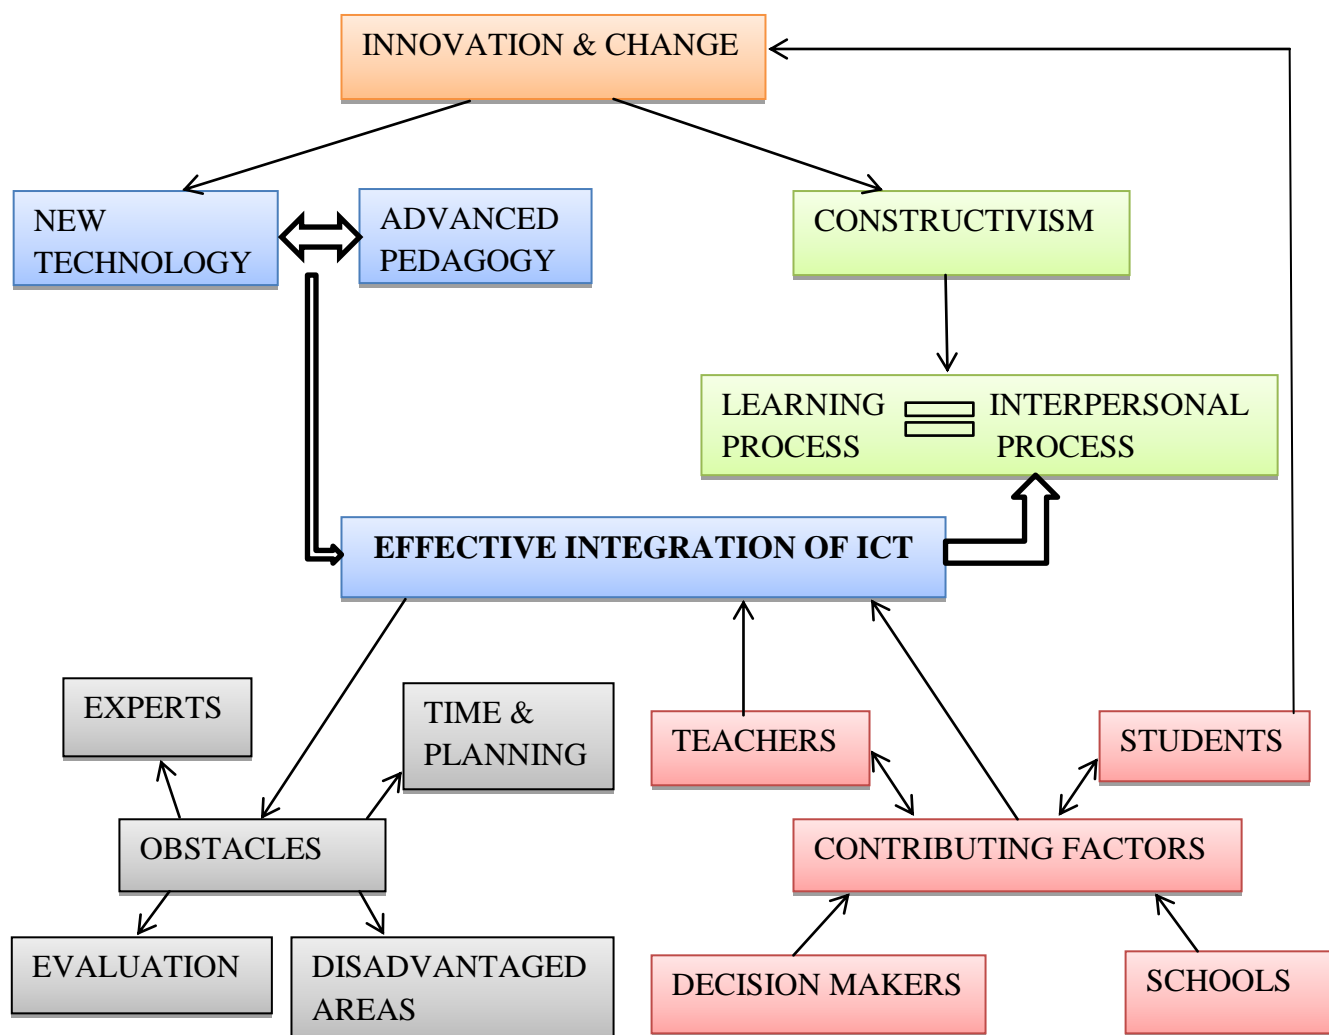 INNOVATION & CHANGE
NEW
TECHNOLOGY
ADVANCED
PEDAGOGY
CONSTRUCTIVISM
LEARNING INTERPERSONAL
PROCESS PROCESS
EFFECTIVE INTEGRATION OF ICT
EXPERTS
TIME &
PLANNING
TEACHERS
STUDENTS
OBSTACLES
CONTRIBUTING FACTORS
EVALUATION
DISADVANTAGED
AREAS
DECISION MAKERS
SCHOOLS